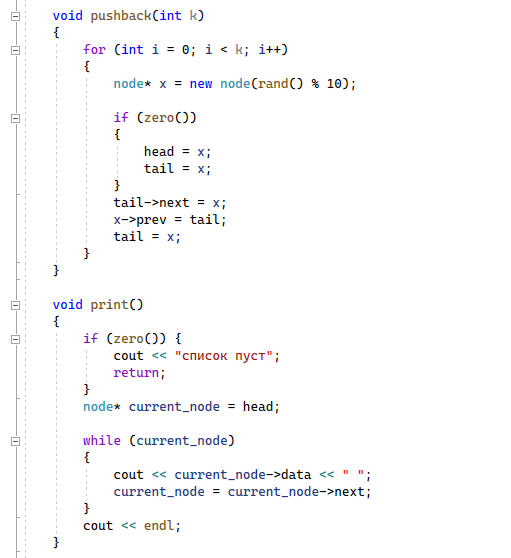 void pushback(int k)
{
for (int i = 0; i < k; i++)
{
node* x = new node(rand() % 10);
if (zero())
{
head = x;
tail = x;
}
tail->next = x;
x->prev = tail;
tail = x;
}
}
void print()
{
if (zero()) {
cout << "список пуст";
return;
}
node* current_node = head;
while (current_node)
{
cout << current_node->data << " ";
current_node = current_node->next;
}
cout << endl;
}